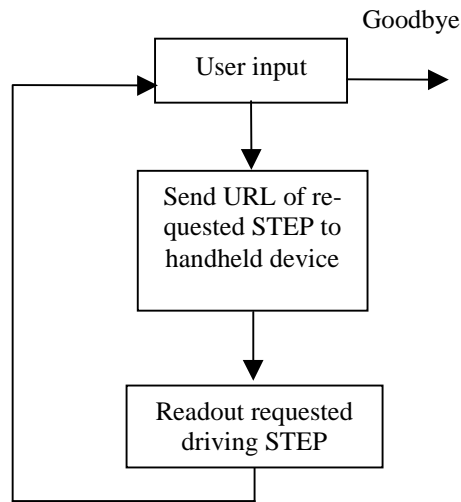 Goodbye
User input
Send URL of re-
quested STEP to
handheld device
Readout requested
driving STEP